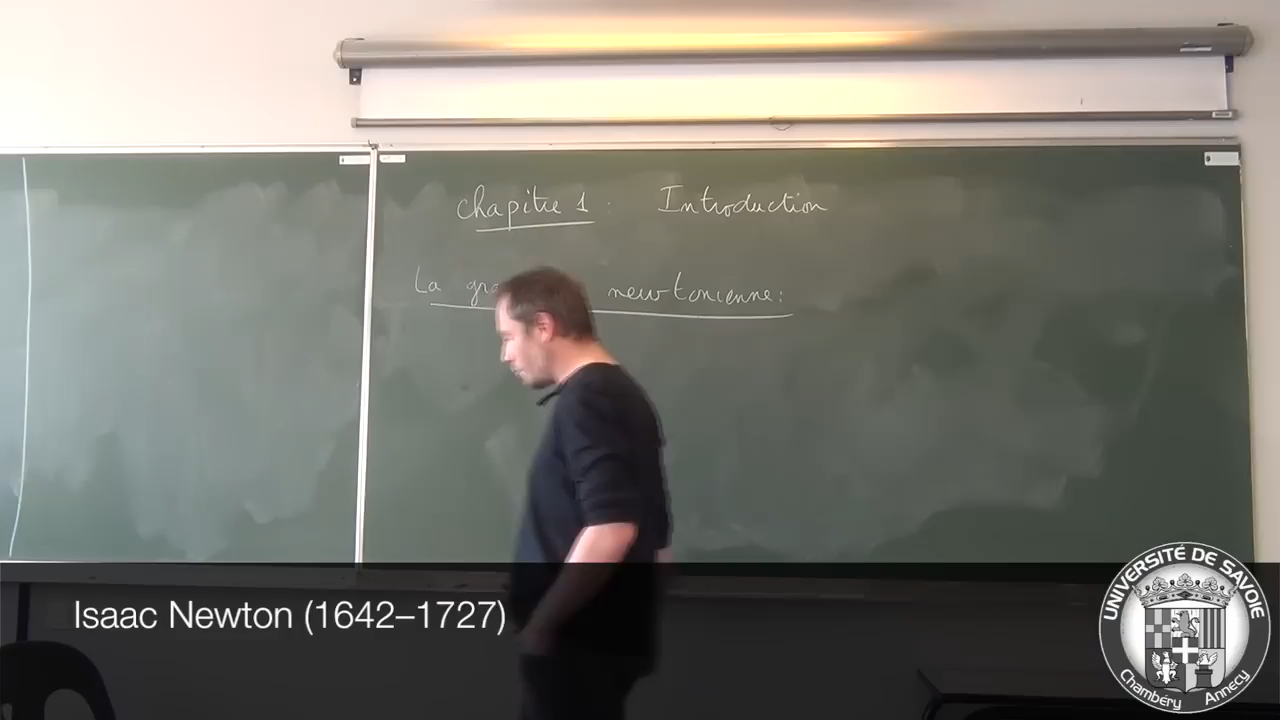 Chapitre 1 : Introduction
La gra newtonienne :
Isaac Newton (1642–1727)
UNIVERSITÉ DE SAVOIE
Chambéry Annecy